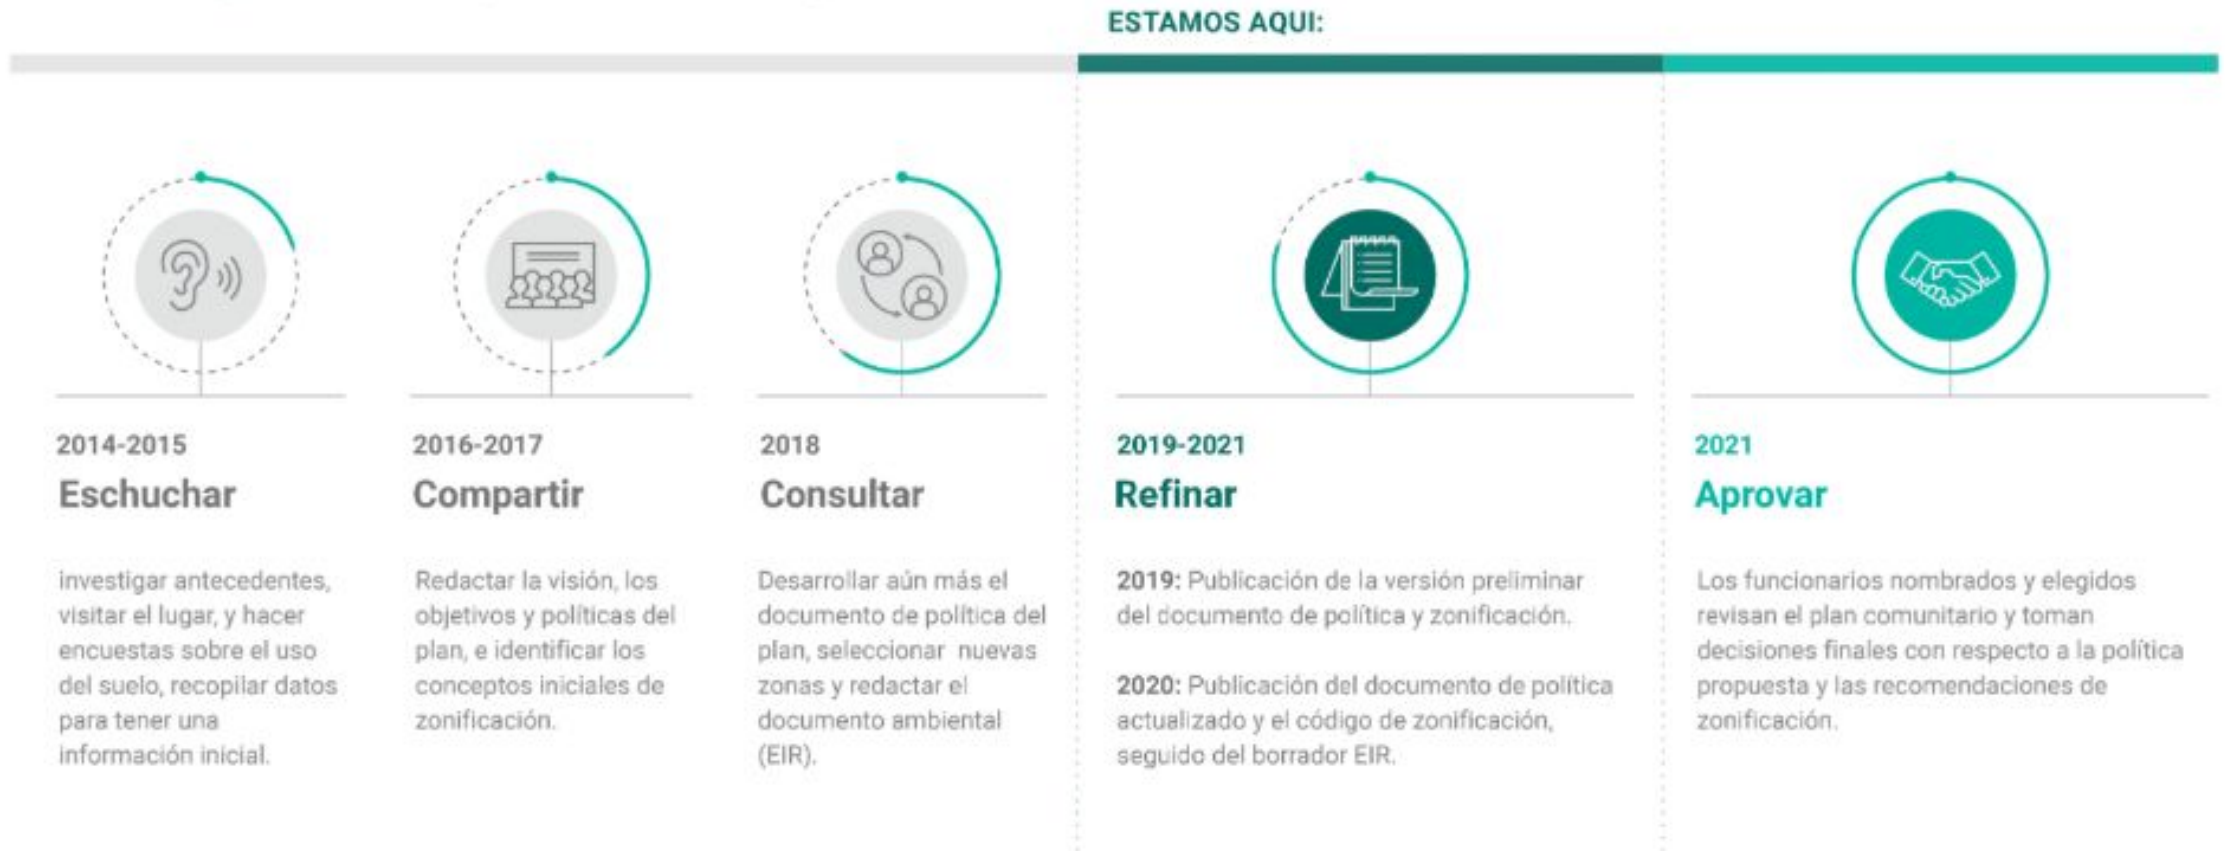 ESTAMOS AQUI:
2014-2015
Eschuchar
investigar antecedentes,
visitar el lugar, y hacer
encuestas sobre el uso
del suelo, recopilar datos
para tener una
información inicial.
2016-2017
Compartir
Redactar la visión, los
objetivos y políticas del
plan, e identificar los
conceptos iniciales de
zonificación.
2018
Consultar
Desarrollar aún más el
documento de política del
plan, seleccionar nuevas
zonas y redactar el
documento ambiental
(EIR).
2019-2021
Refinar
2019: Publicación de la versión preliminar
del documento de política y zonificación.
2020: Publicación del documento de política
actualizado y el código de zonificación,
seguido del borrador EIR.
2021
Aprovar
Los funcionarios nombrados y elegidos
revisan el plan comunitario y toman
decisiones finales con respecto a la política
propuesta y las recomendaciones de
zonificación.